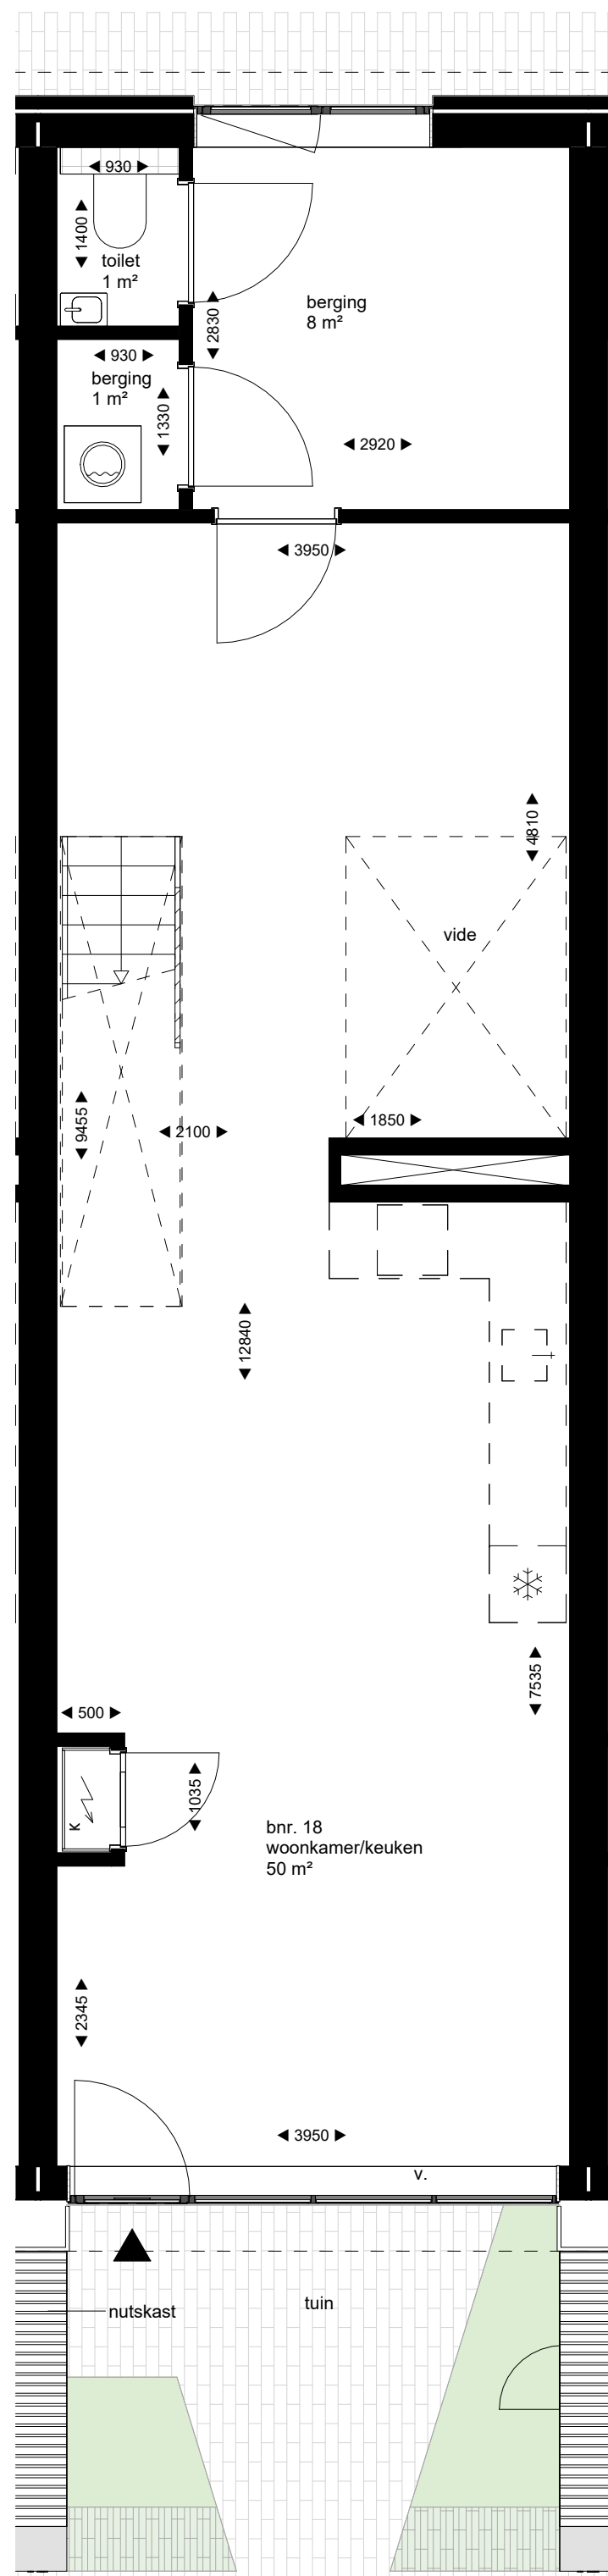 930
1400
toilet
1 m²
berging
8 m²
2830
930
berging
1 m²
1330
2920
3950
4810
vide
1850
9455
2100
12840
7535
500
1035
K
bnr. 18
woonkamer/keuken
50 m²
2345
3950
v.
tuin
nutskast